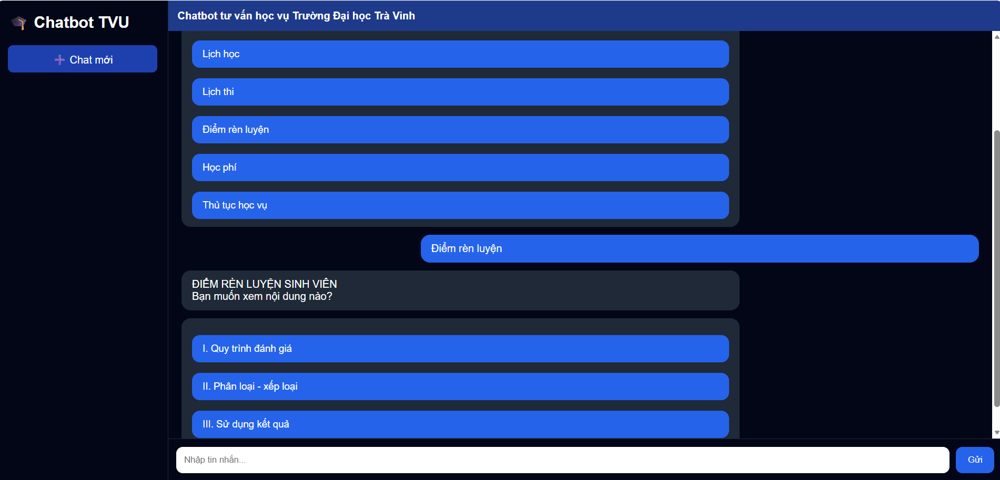 Chatbot TVU
Chat mới
Chatbot tư vấn học vụ Trường Đại học Trà Vinh
Lịch học
Lịch thi
Điểm rèn luyện
Học phí
Thủ tục học vụ
Điểm rèn luyện
ĐIỂM RÈN LUYỆN SINH VIÊN
Bạn muốn xem nội dung nào?
I. Quy trình đánh giá
II. Phân loại - xếp loại
III. Sử dụng kết quả
Nhập tin nhắn...
Gửi